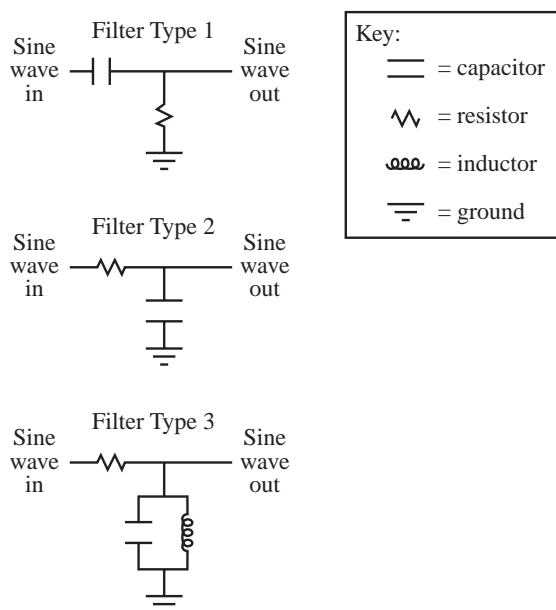 Filter Type 1
Sine
wave
in
Sine
wave
out
Filter Type 2
Sine
wave
in
Sine
wave
out
Filter Type 3
Sine
wave
in
Sine
wave
out
Key:
= capacitor
= resistor
= inductor
= ground